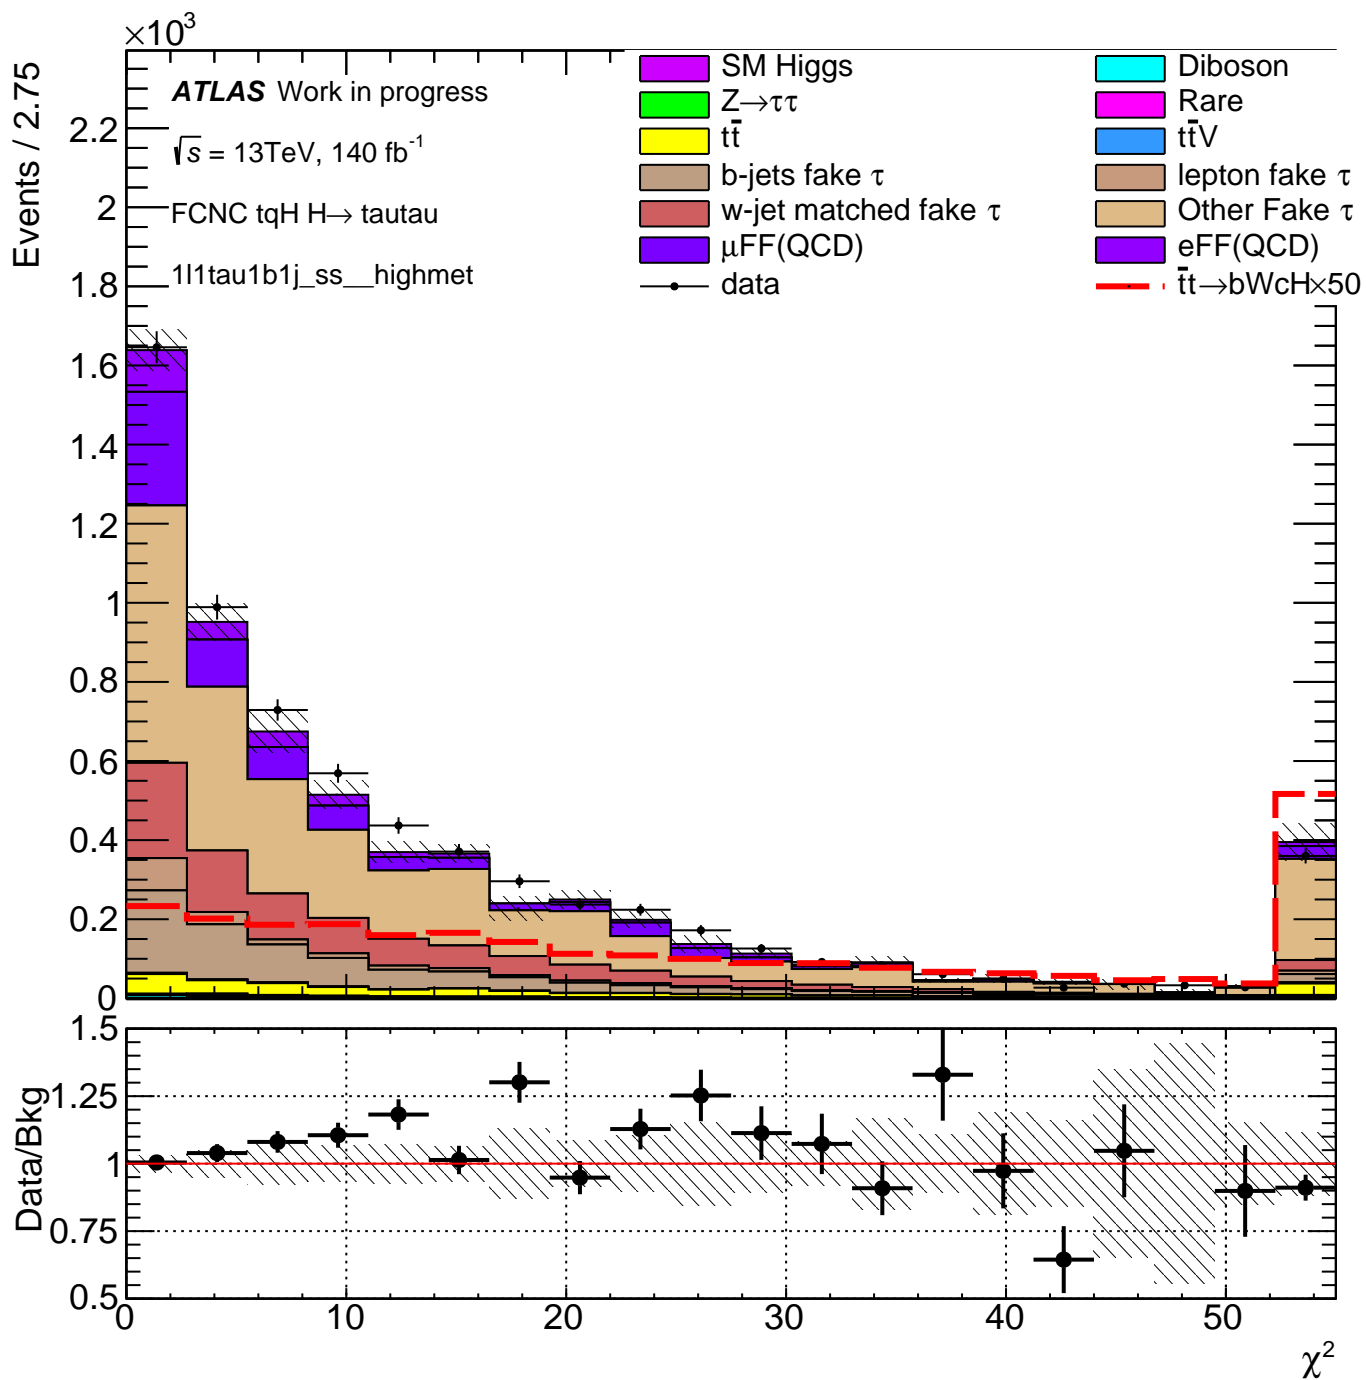 ×10³
Events / 2.75
ATLAS Work in progress
√s = 13TeV, 140 fb⁻¹
FCNC tqH H→ tautau
1l1tau1b1j_ss__highmet
SM Higgs
Diboson
Z→ττ
Rare
tt̄
tt̄V
b-jets fake τ
lepton fake τ
w-jet matched fake τ
Other Fake τ
μFF(QCD)
eFF(QCD)
data
t̄t→bWcH×50
2.2
2
1.8
1.6
1.4
1.2
1
0.8
0.6
0.4
0.2
0
Data/Bkg
1.5
1.25
1
0.75
0.5
0 10 20 30 40 50
χ²